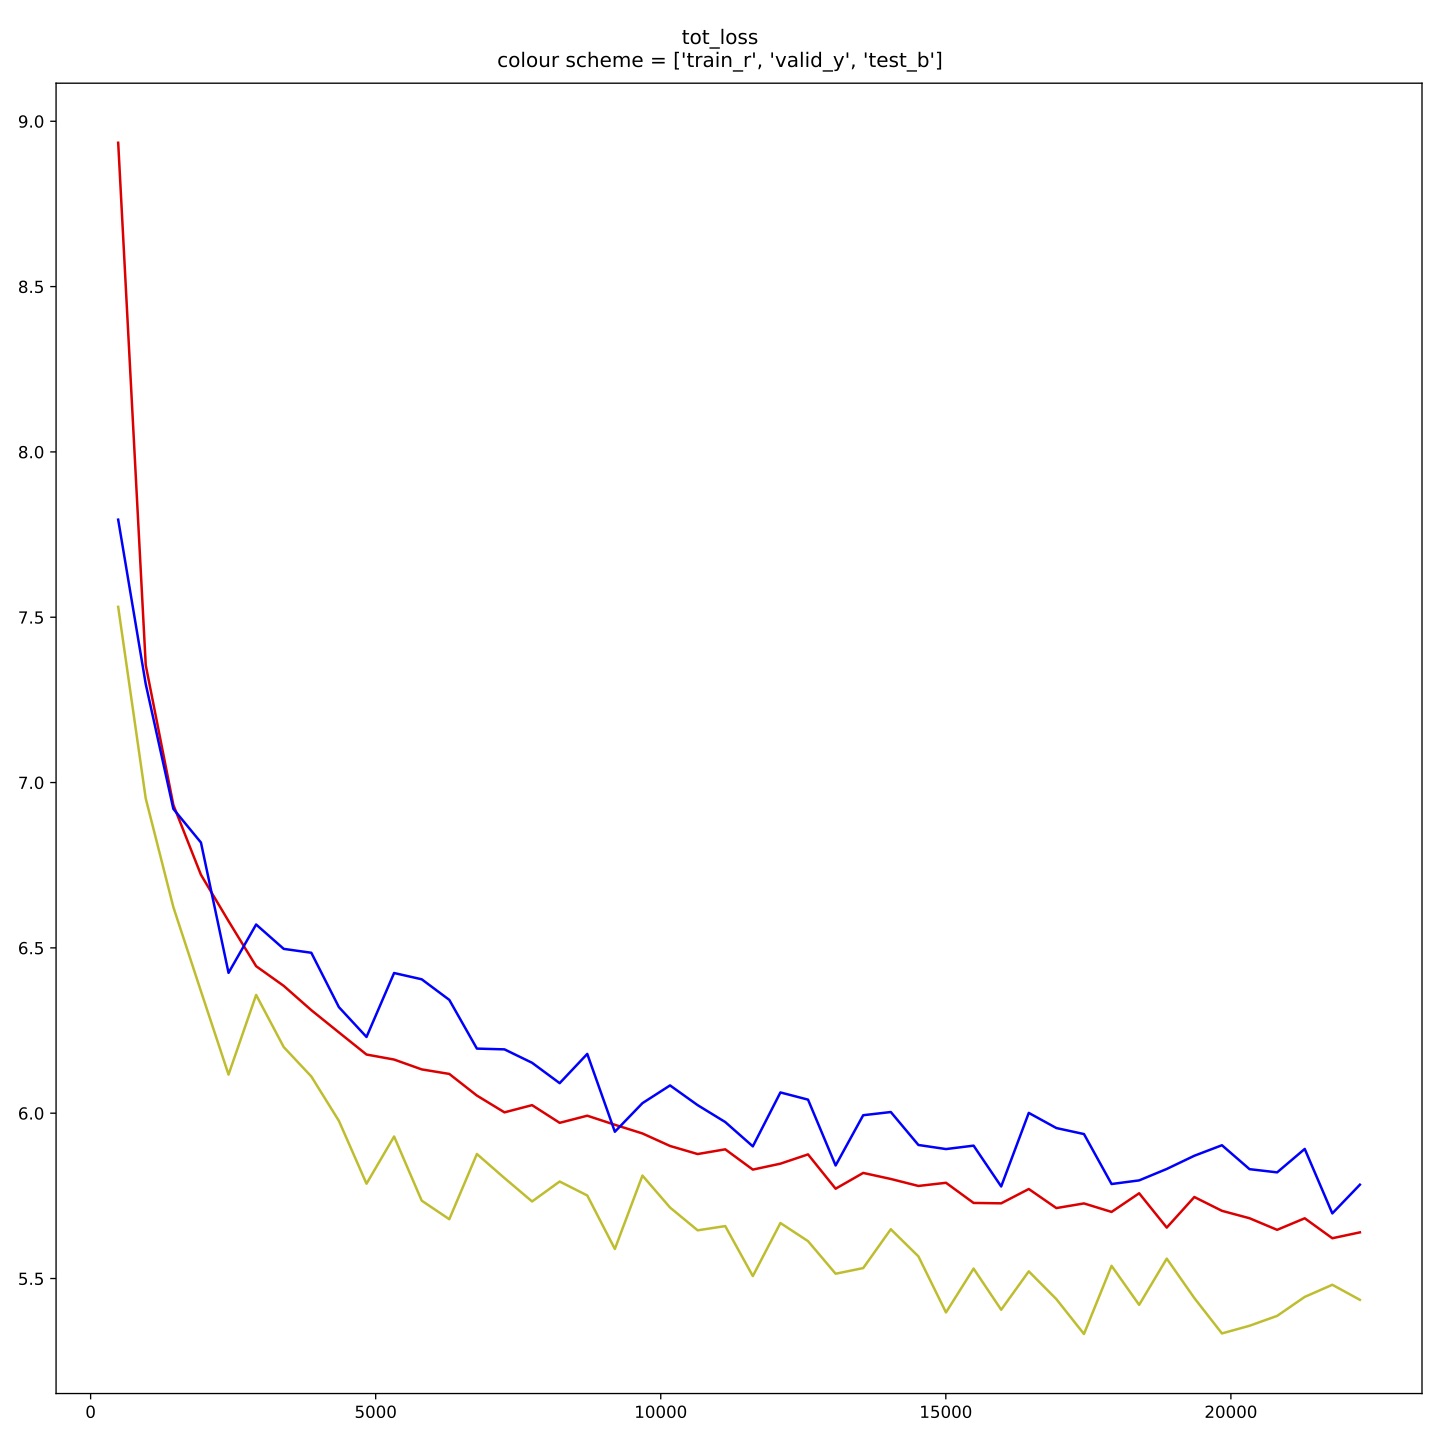 tot_loss
colour scheme = ['train_r', 'valid_y', 'test_b']
9.0
8.5
8.0
7.5
7.0
6.5
6.0
5.5
0 5000 10000 15000 20000